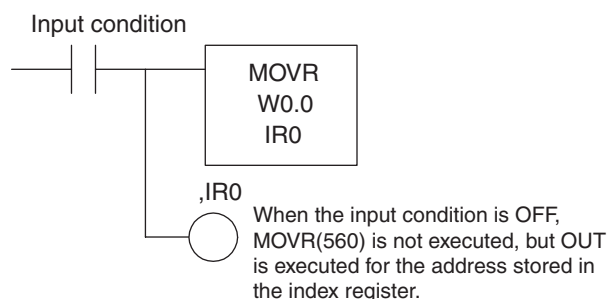 Input condition
MOVR
W0.0
IR0
,IR0
When the input condition is OFF,
MOVR(560) is not executed, but OUT
is executed for the address stored in
the index register.